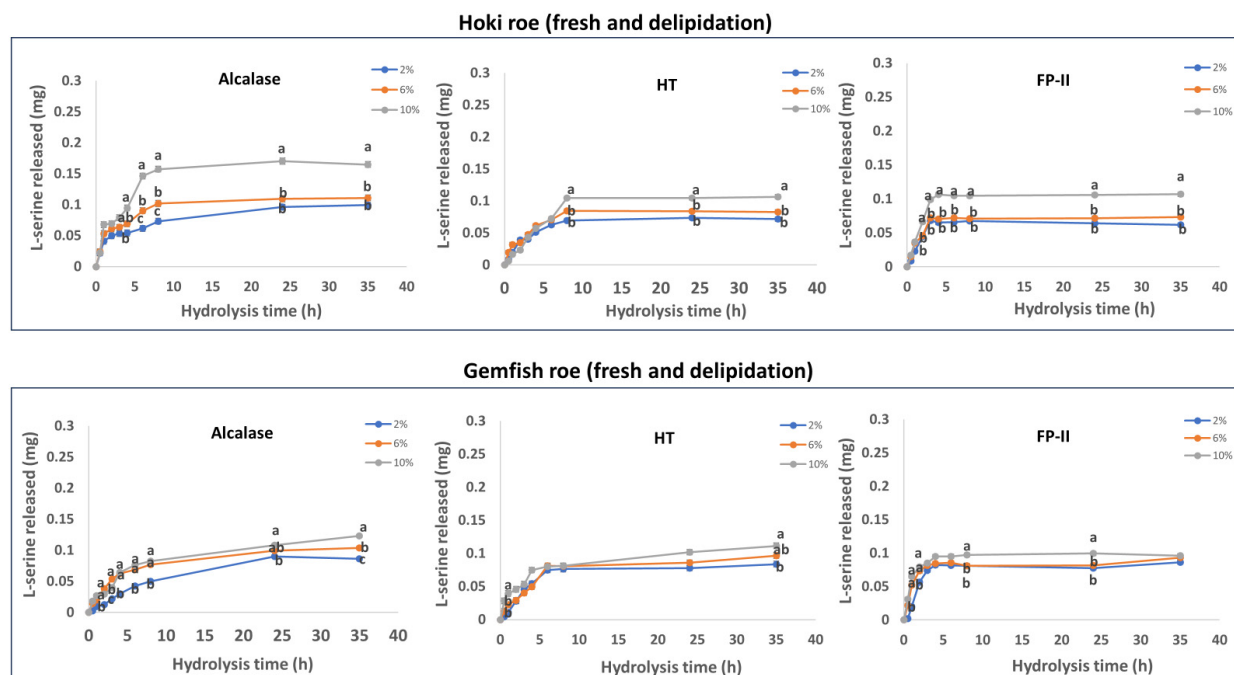 Hoki roe (fresh and delipidation)
Alcalase
2%
6%
10%
L-serine released (mg)
0.3
0.25
0.2
0.15
0.1
0.05
0
a a a a a
b b b b b
b c c b b
0 5 10 15 20 25 30 35 40
Hydrolysis time (h)
HT
2%
6%
10%
L-serine released (mg)
0.3
0.25
0.2
0.15
0.1
0.05
0
a a a
b b b
b b b
0 5 10 15 20 25 30 35 40
Hydrolysis time (h)
FP-II
2%
6%
10%
L-serine released (mg)
0.3
0.25
0.2
0.15
0.1
0.05
0
a a a a a a a
b b b b b b
b b b b b b b
0 5 10 15 20 25 30 35 40
Hydrolysis time (h)
Gemfish roe (fresh and delipidation)
Alcalase
2%
6%
10%
L-serine released (mg)
0.3
0.25
0.2
0.15
0.1
0.05
0
a a a a a a a
a a a a a ab b
b b b b b b c
0 5 10 15 20 25 30 35 40
Hydrolysis time (h)
HT
2%
6%
10%
L-serine released (mg)
0.3
0.25
0.2
0.15
0.1
0.05
0
a a
b ab
b b
0 5 10 15 20 25 30 35 40
Hydrolysis time (h)
FP-II
2%
6%
10%
L-serine released (mg)
0.3
0.25
0.2
0.15
0.1
0.05
0
a a a a
a a b b
b b b b
0 5 10 15 20 25 30 35 40
Hydrolysis time (h)